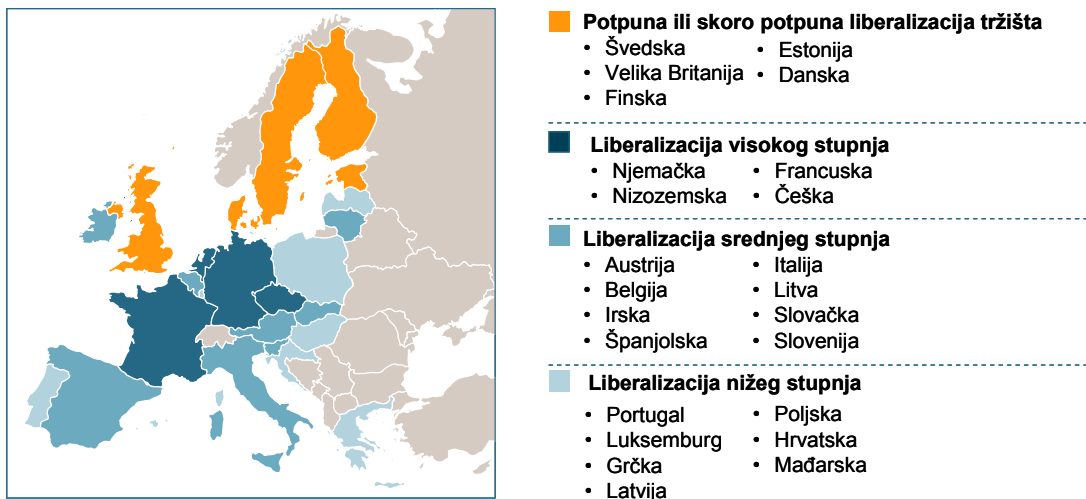 Potpuna ili skoro potpuna liberalizacija tržišta
• Švedska
• Velika Britanija
• Finska
• Estonija
• Danska
Liberalizacija visokog stupnja
• Njemačka
• Nizozemska
• Francuska
• Češka
Liberalizacija srednjeg stupnja
• Austrija
• Belgija
• Irska
• Španjolska
• Italija
• Litva
• Slovačka
• Slovenija
Liberalizacija nižeg stupnja
• Portugal
• Luksemburg
• Grčka
• Latvija
• Poljska
• Hrvatska
• Mađarska